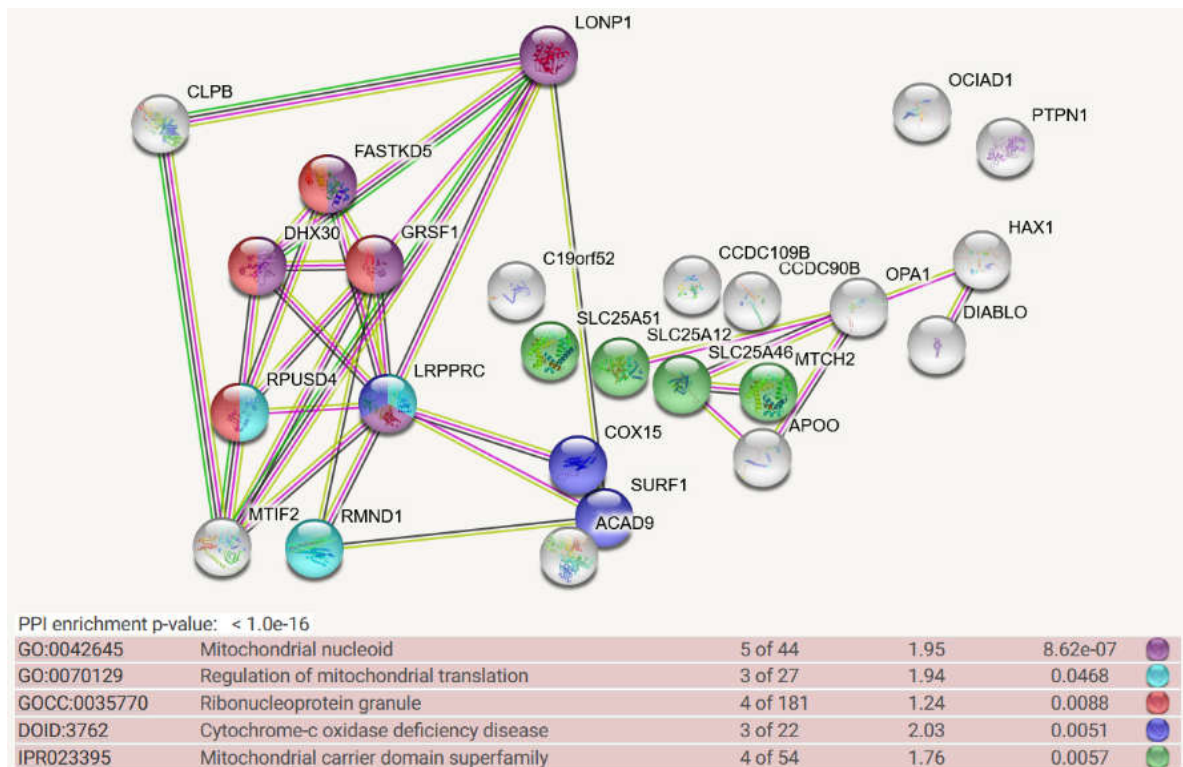 LONP1
OCIAD1
CLPB
PTPN1
FASTKD5
DHX30
GRSF1
HAX1
C19orf52
CCDC109B
CCDC90B
OPA1
SLC25A51
DIABLO
SLC25A12
SLC25A46
MTCH2
RPUSD4
LRPPRC
APOO
COX15
SURF1
MTIF2
RMND1
ACAD9
PPI enrichment p-value: < 1.0e-16
GO:0042645 Mitochondrial nucleoid 5 of 44 1.95 8.62e-07
GO:0070129 Regulation of mitochondrial translation 3 of 27 1.94 0.0468
GOCC:0035770 Ribonucleoprotein granule 4 of 181 1.24 0.0088
DOID:3762 Cytochrome-c oxidase deficiency disease 3 of 22 2.03 0.0051
IPR023395 Mitochondrial carrier domain superfamily 4 of 54 1.76 0.0057